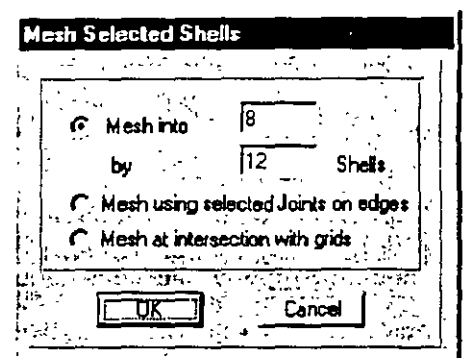 Mesh Selected Shells
Mesh into 8
by 12 Shells
Mesh using selected Joints on edges
Mesh at intersection with grids
OK Cancel